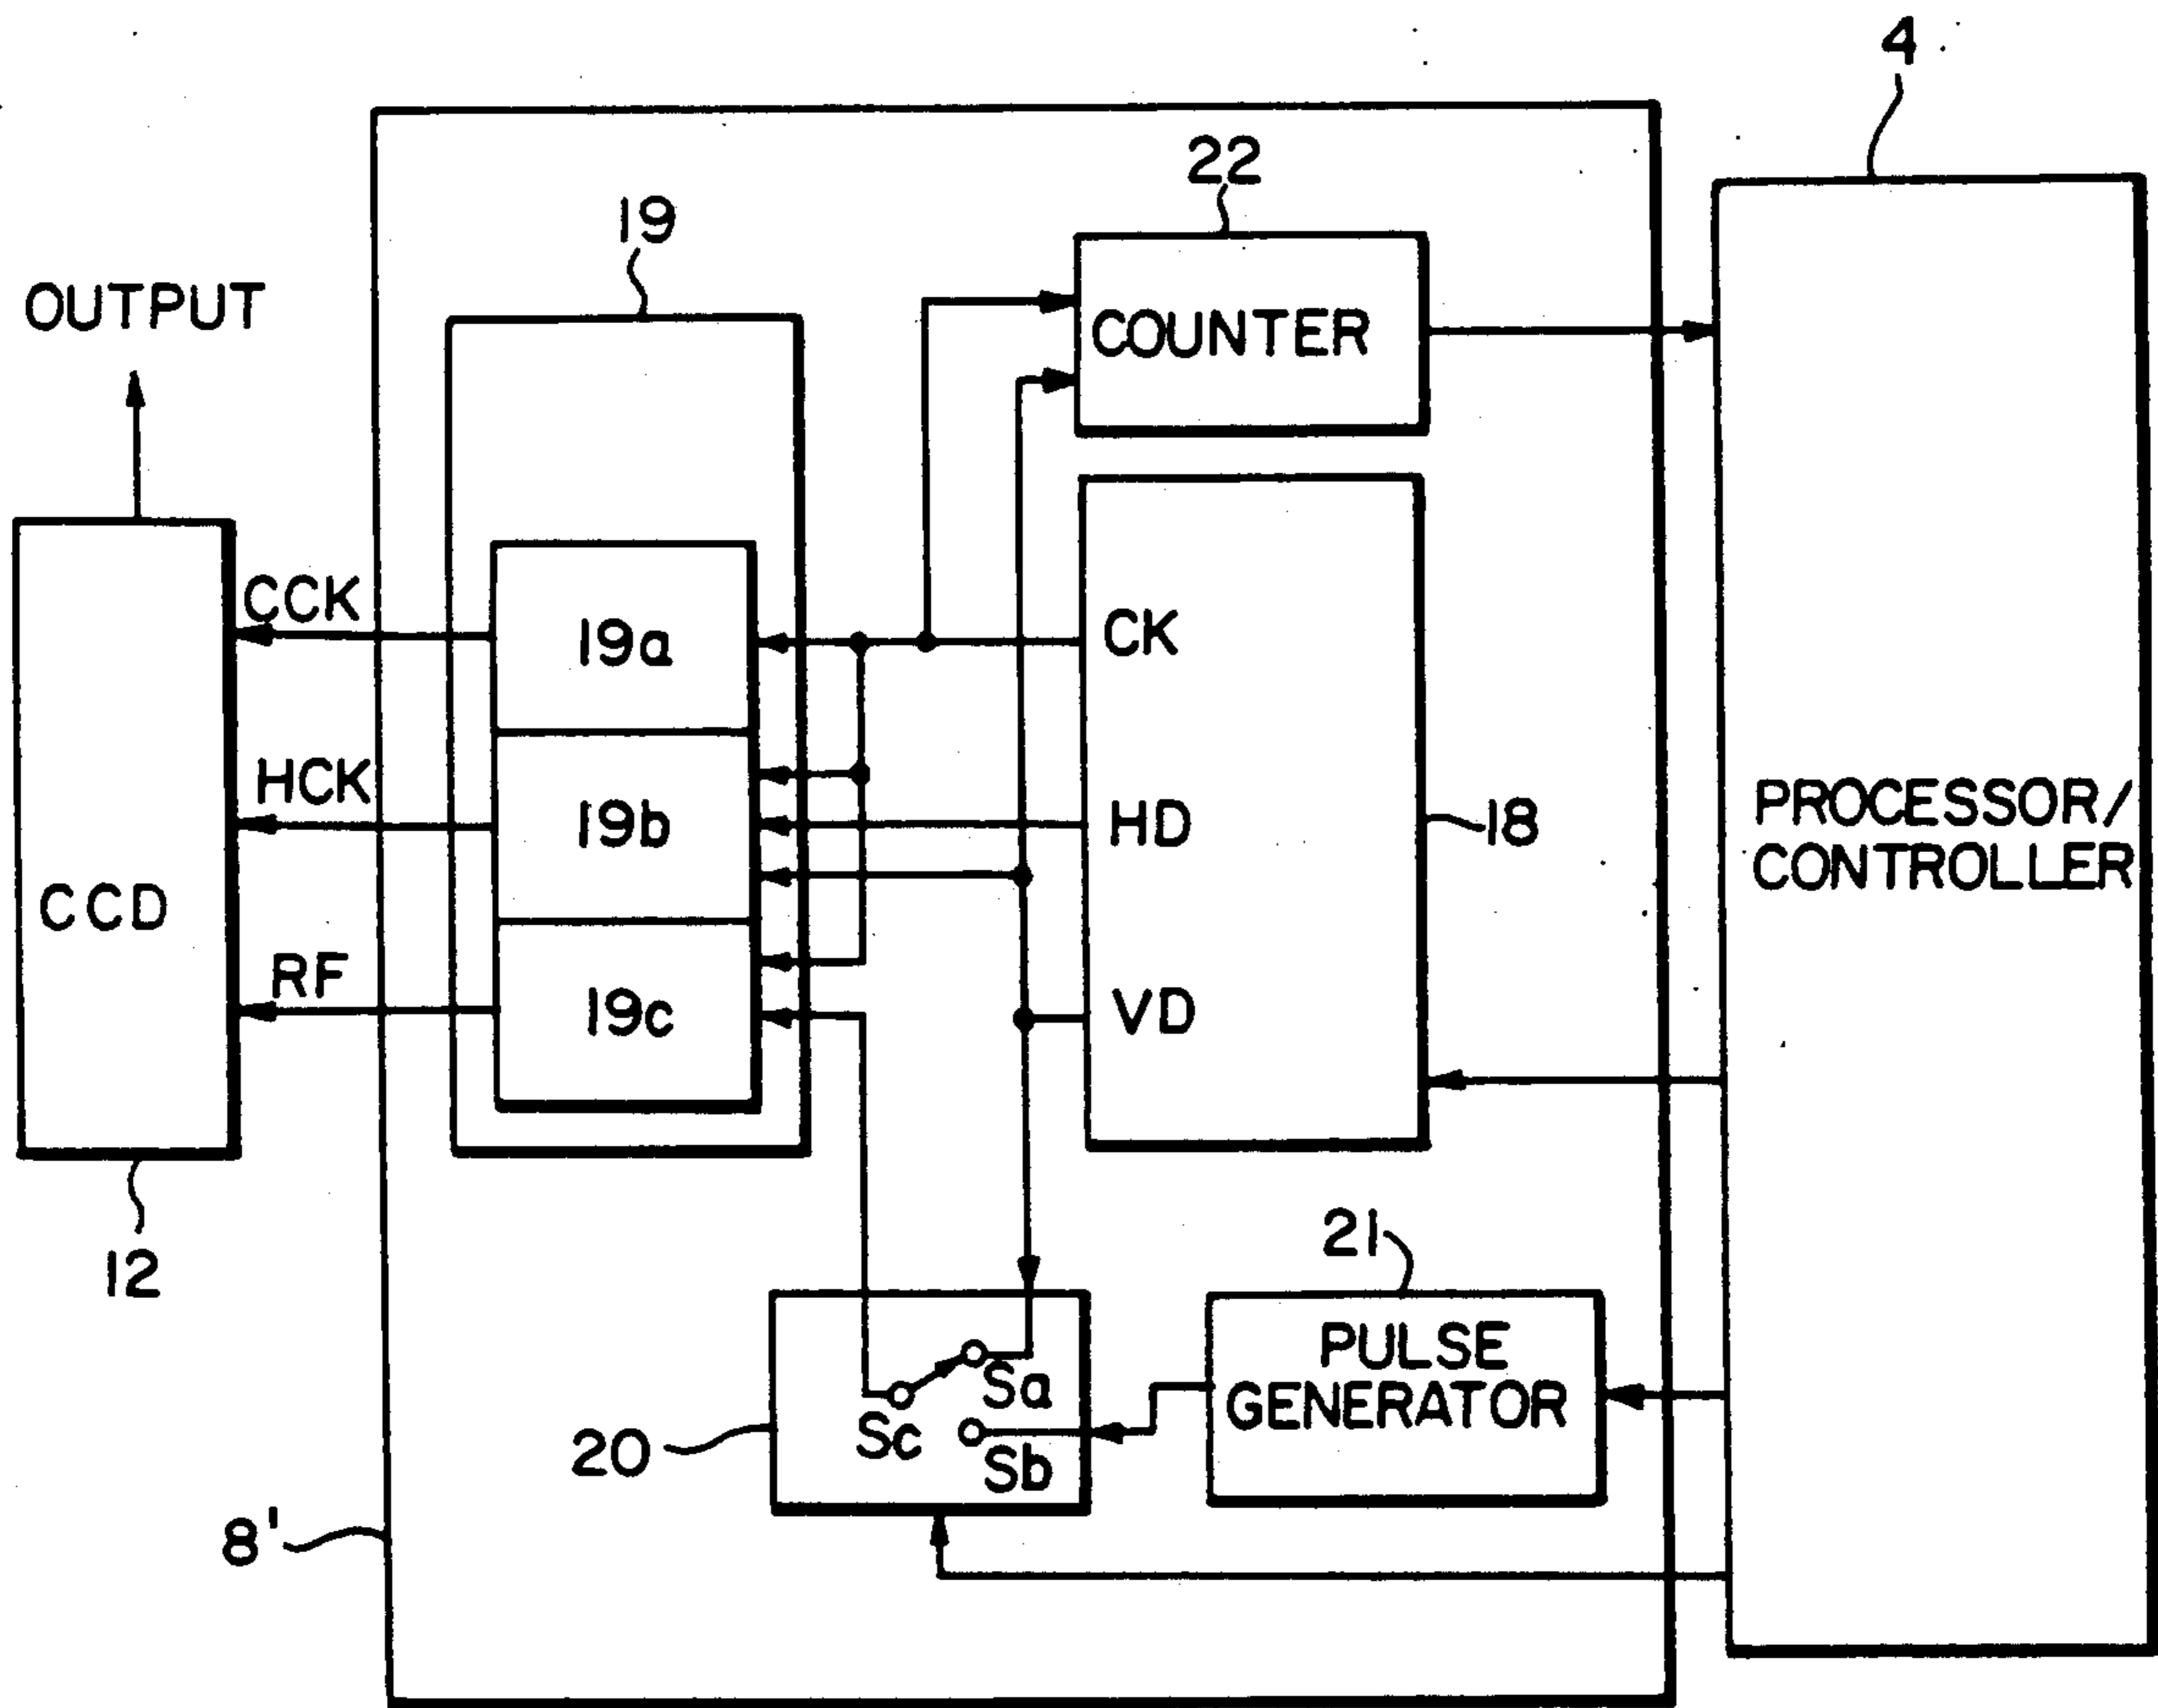 4
22
19
OUTPUT
COUNTER
CCK
19a
CK
HCK
19b
HD
18
PROCESSOR/
CONTROLLER
CCD
RF
19c
VD
12
21
PULSE
GENERATOR
Sa
Sc
Sb
20
8'